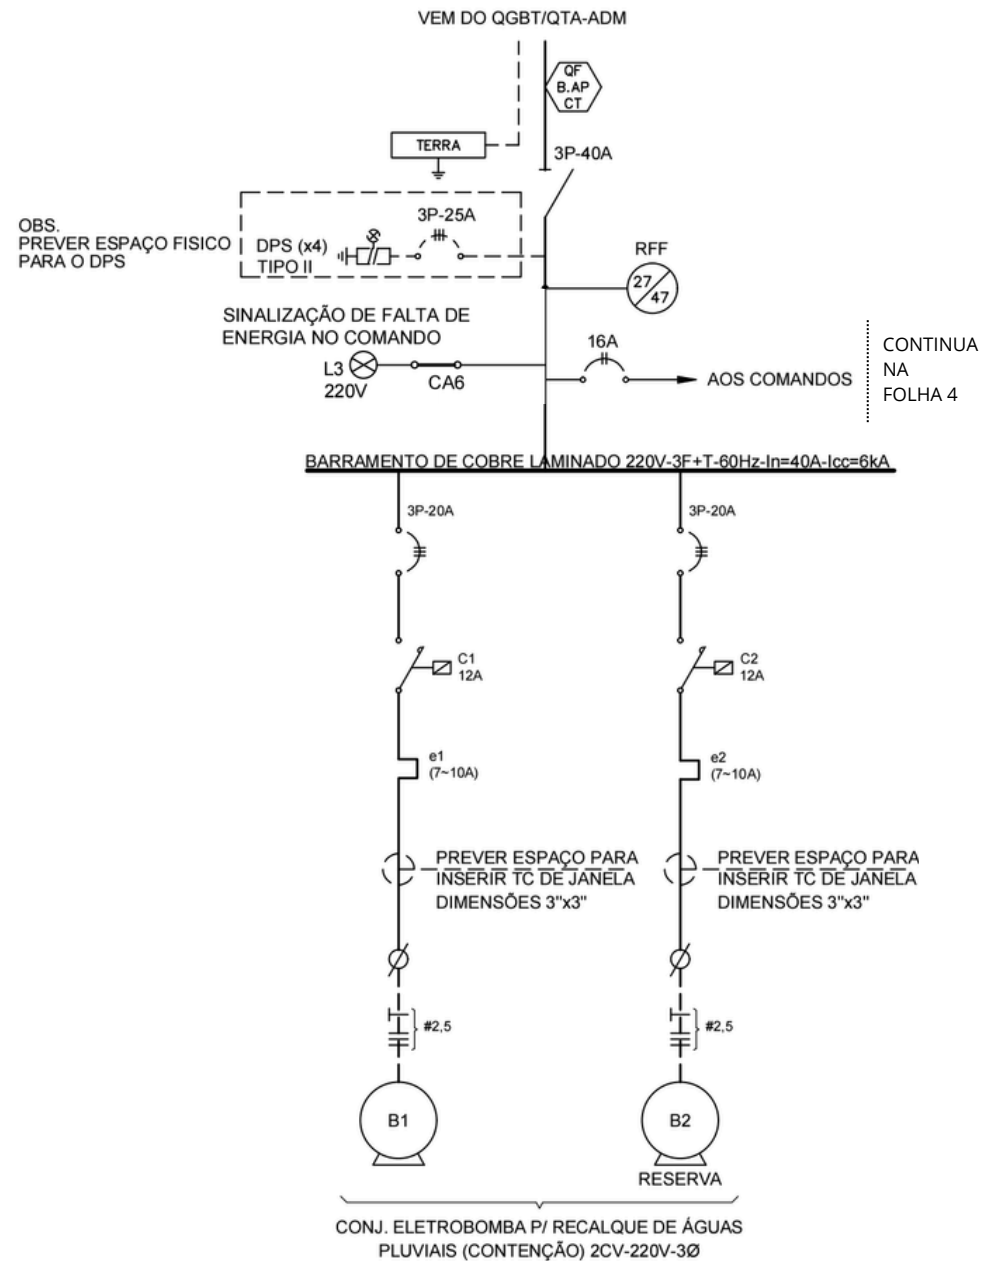 VEM DO QGBT/QTA-ADM
QF
B.AP
CT
TERRA
3P-40A
OBS.
PREVER ESPAÇO FISICO
PARA O DPS
DPS (x4)
TIPO II
3P-25A
RFF
27
47
SINALIZAÇÃO DE FALTA DE
ENERGIA NO COMANDO
L3
220V
CA6
16A
AOS COMANDOS
CONTINUA
NA
FOLHA 4
BARRAMENTO DE COBRE LAMINADO 220V-3F+T-60Hz-In=40A-Icc=6kA
3P-20A
C1
12A
e1
(7~10A)
PREVER ESPAÇO PARA
INSERIR TC DE JANELA
DIMENSÕES 3"x3"
#2,5
B1
3P-20A
C2
12A
e2
(7~10A)
PREVER ESPAÇO PARA
INSERIR TC DE JANELA
DIMENSÕES 3"x3"
#2,5
B2
RESERVA
CONJ. ELETROBOMBA P/ RECALQUE DE ÁGUAS
PLUVIAIS (CONTENÇÃO) 2CV-220V-3Ø